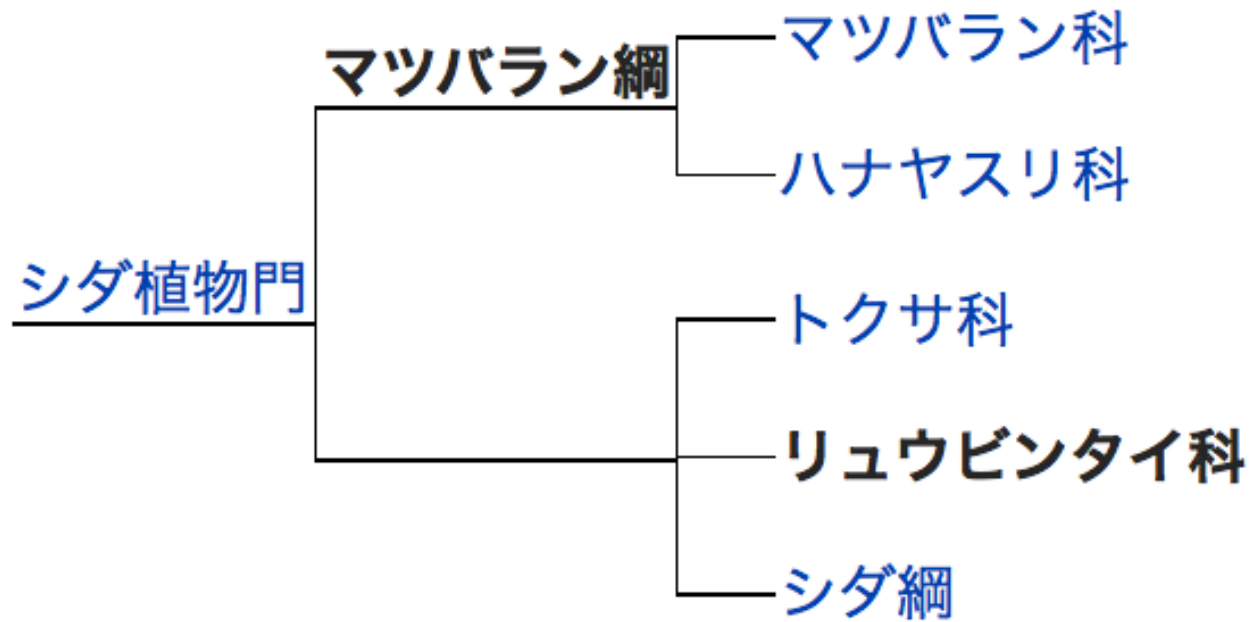 マツバラン科
マツバラン綱
ハナヤスリ科
シダ植物門
トクサ科
リュウビンタイ科
シダ綱